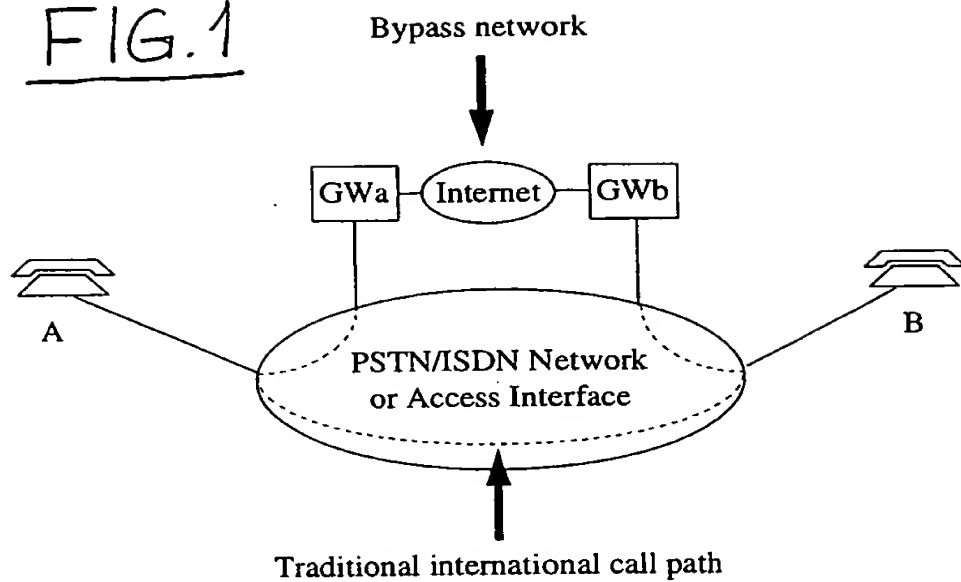 FIG.1
Bypass network
GWa
Internet
GWb
A
B
PSTN/ISDN Network
or Access Interface
Traditional international call path